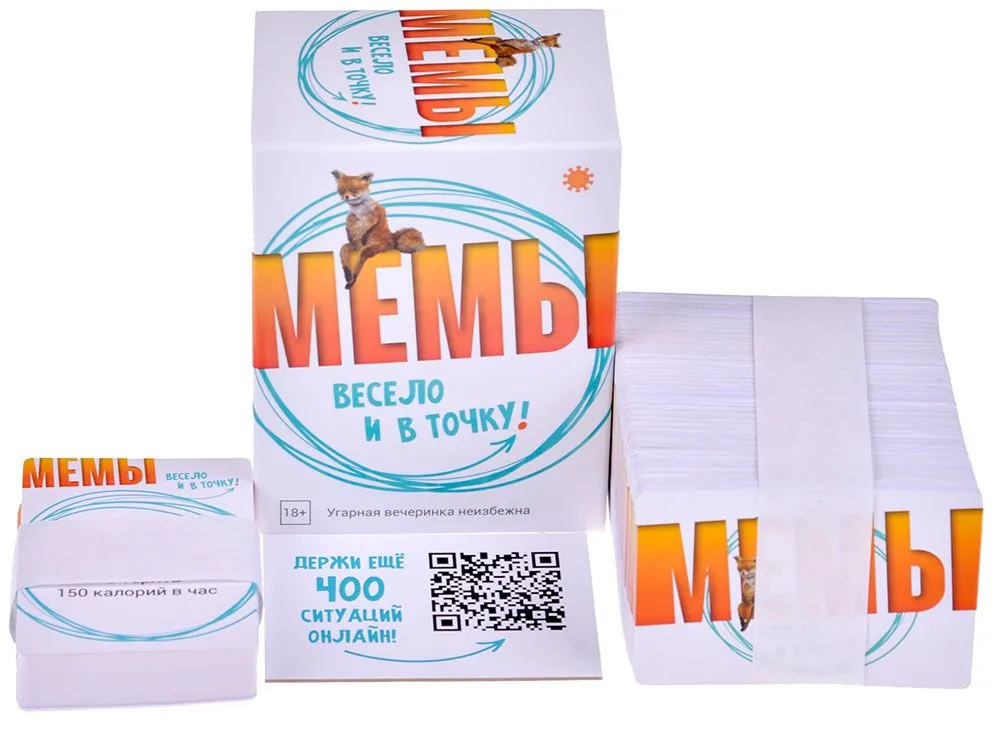 МЕМЫ
ВЕСЕЛО
И В ТОЧКУ!
МЕМЫ
ВЕСЕЛО
И В ТОЧКУ!
18+ Угарная вечеринка неизбежна
МЕМЫ ВЕСЕЛО
И В ТОЧКУ!
150 калорий в час
ДЕРЖИ ЕЩЁ
400
СИТУАЦИЙ
ОНЛАЙН!
МЕМЫ